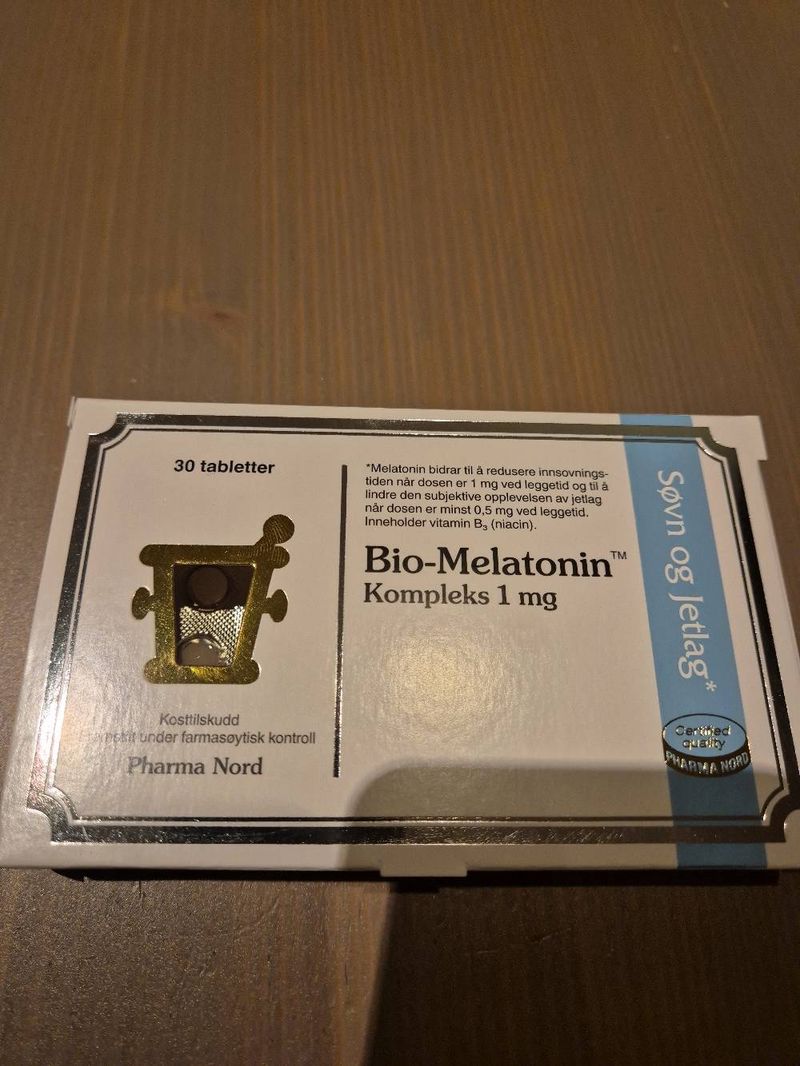 30 tabletter
*Melatonin bidrar til å redusere innsovnings-
tiden når dosen er 1 mg ved leggetid og til å
lindre den subjektive opplevelsen av jetlag
når dosen er minst 0,5 mg ved leggetid.
Inneholder vitamin B₃ (niacin).
Bio-Melatonin™
Kompleks 1 mg
Kosttilskudd
under farmasøytisk kontroll
Pharma Nord
Søvn og Jetlag*
Certified
quality
PHARMA NORD